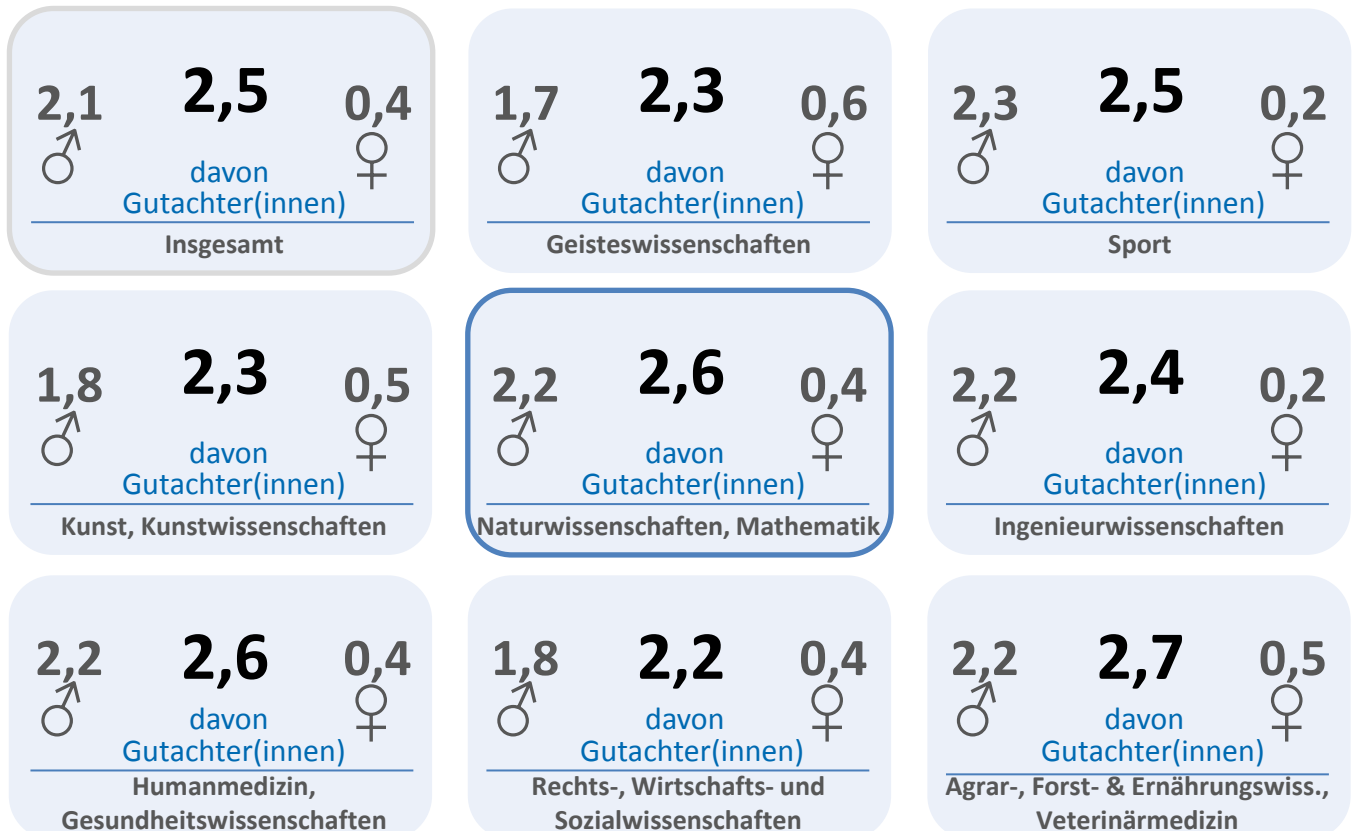 2,1 2,5 0,4
davon
Gutachter(innen)
Insgesamt
1,7 2,3 0,6
davon
Gutachter(innen)
Geisteswissenschaften
2,3 2,5 0,2
davon
Gutachter(innen)
Sport
1,8 2,3 0,5
davon
Gutachter(innen)
Kunst, Kunstwissenschaften
2,2 2,6 0,4
davon
Gutachter(innen)
Naturwissenschaften, Mathematik
2,2 2,4 0,2
davon
Gutachter(innen)
Ingenieurwissenschaften
2,2 2,6 0,4
davon
Gutachter(innen)
Humanmedizin,
Gesundheitswissenschaften
1,8 2,2 0,4
davon
Gutachter(innen)
Rechts-, Wirtschafts- und
Sozialwissenschaften
2,2 2,7 0,5
davon
Gutachter(innen)
Agrar-, Forst- & Ernährungswiss.,
Veterinärmedizin